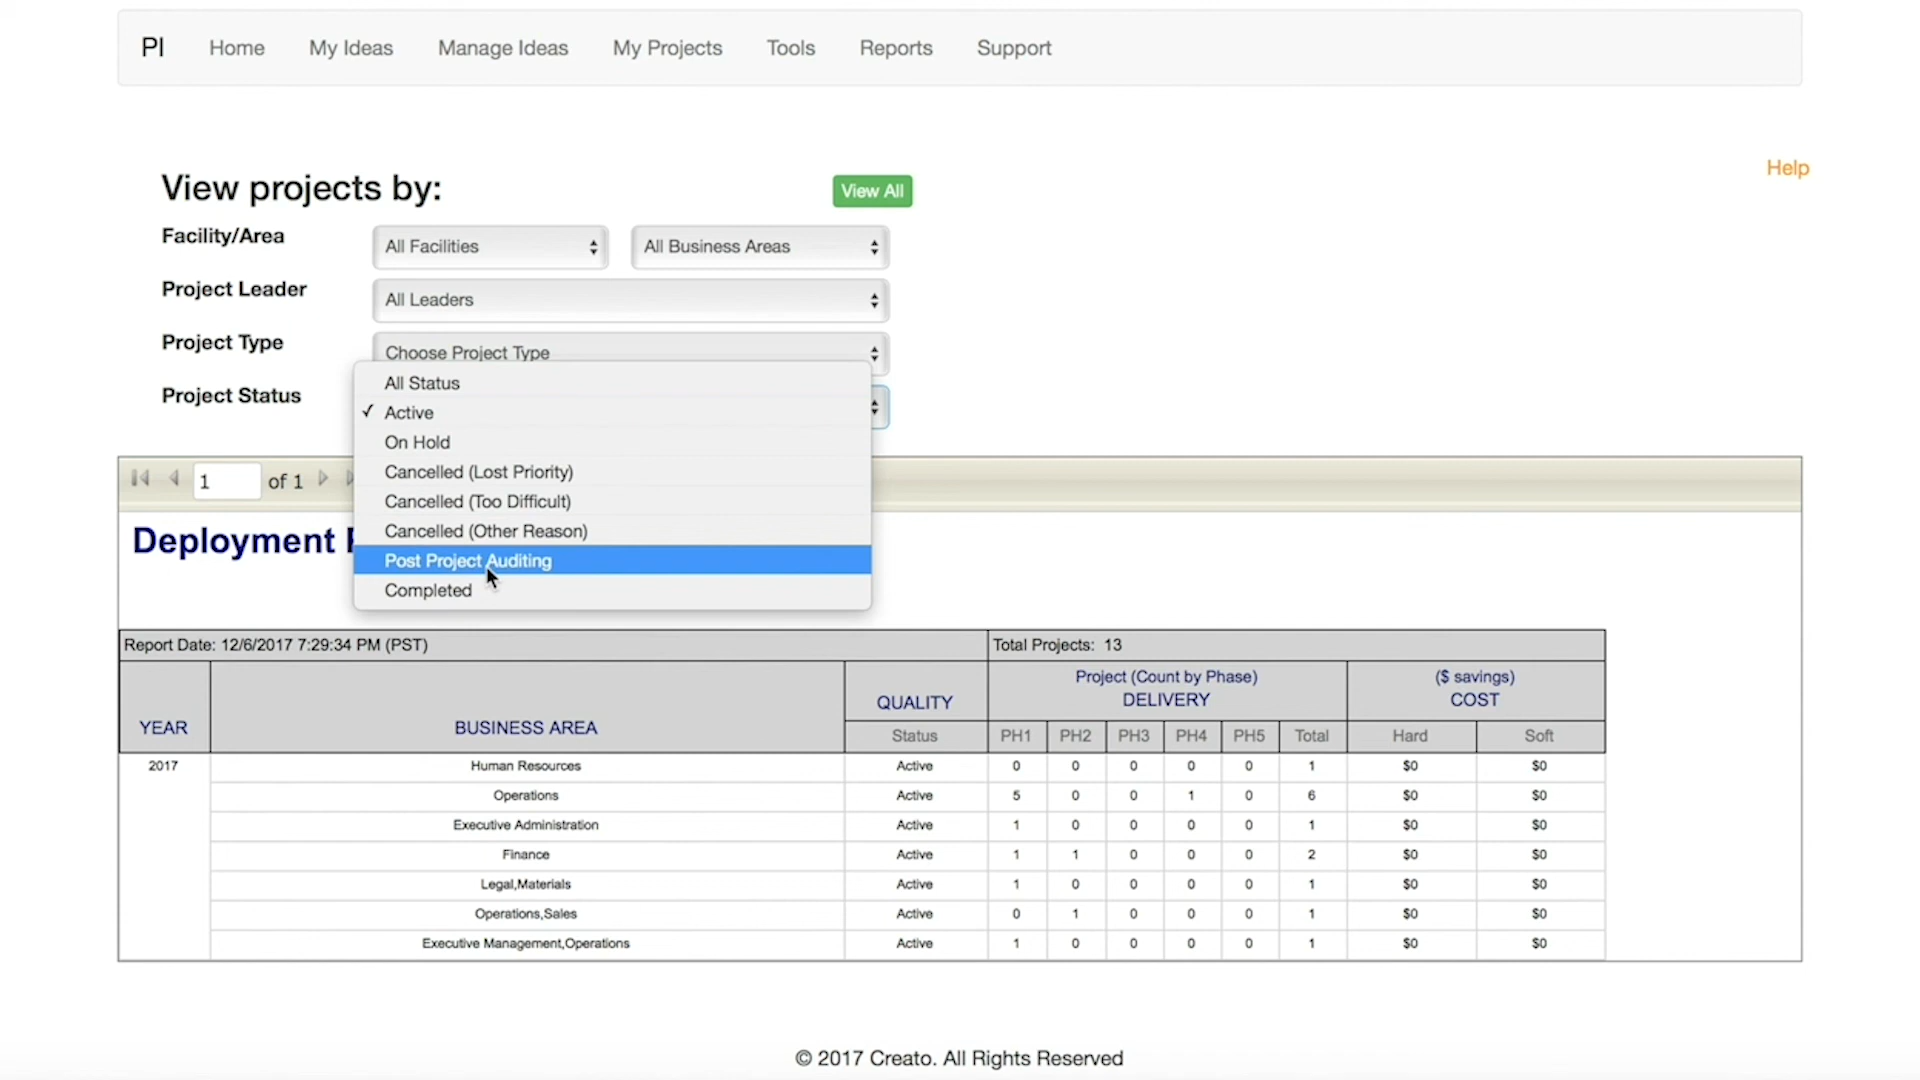 PI Home My Ideas Manage Ideas My Projects Tools Reports Support
Help
View projects by: View All
Facility/Area All Facilities All Business Areas
Project Leader All Leaders
Project Type Choose Project Type
Project Status
All Status
✓ Active
On Hold
Cancelled (Lost Priority)
Cancelled (Too Difficult)
Cancelled (Other Reason)
Post Project Auditing
Completed
1 of 1
Deployment
Report Date: 12/6/2017 7:29:34 PM (PST) Total Projects: 13
YEAR BUSINESS AREA QUALITY Project (Count by Phase) DELIVERY ($ savings) COST
Status PH1 PH2 PH3 PH4 PH5 Total Hard Soft
2017 Human Resources Active 0 0 0 0 0 1 $0 $0
Operations Active 5 0 0 1 0 6 $0 $0
Executive Administration Active 1 0 0 0 0 1 $0 $0
Finance Active 1 1 0 0 0 2 $0 $0
Legal,Materials Active 1 0 0 0 0 1 $0 $0
Operations,Sales Active 0 1 0 0 0 1 $0 $0
Executive Management,Operations Active 1 0 0 0 0 1 $0 $0
© 2017 Creato. All Rights Reserved